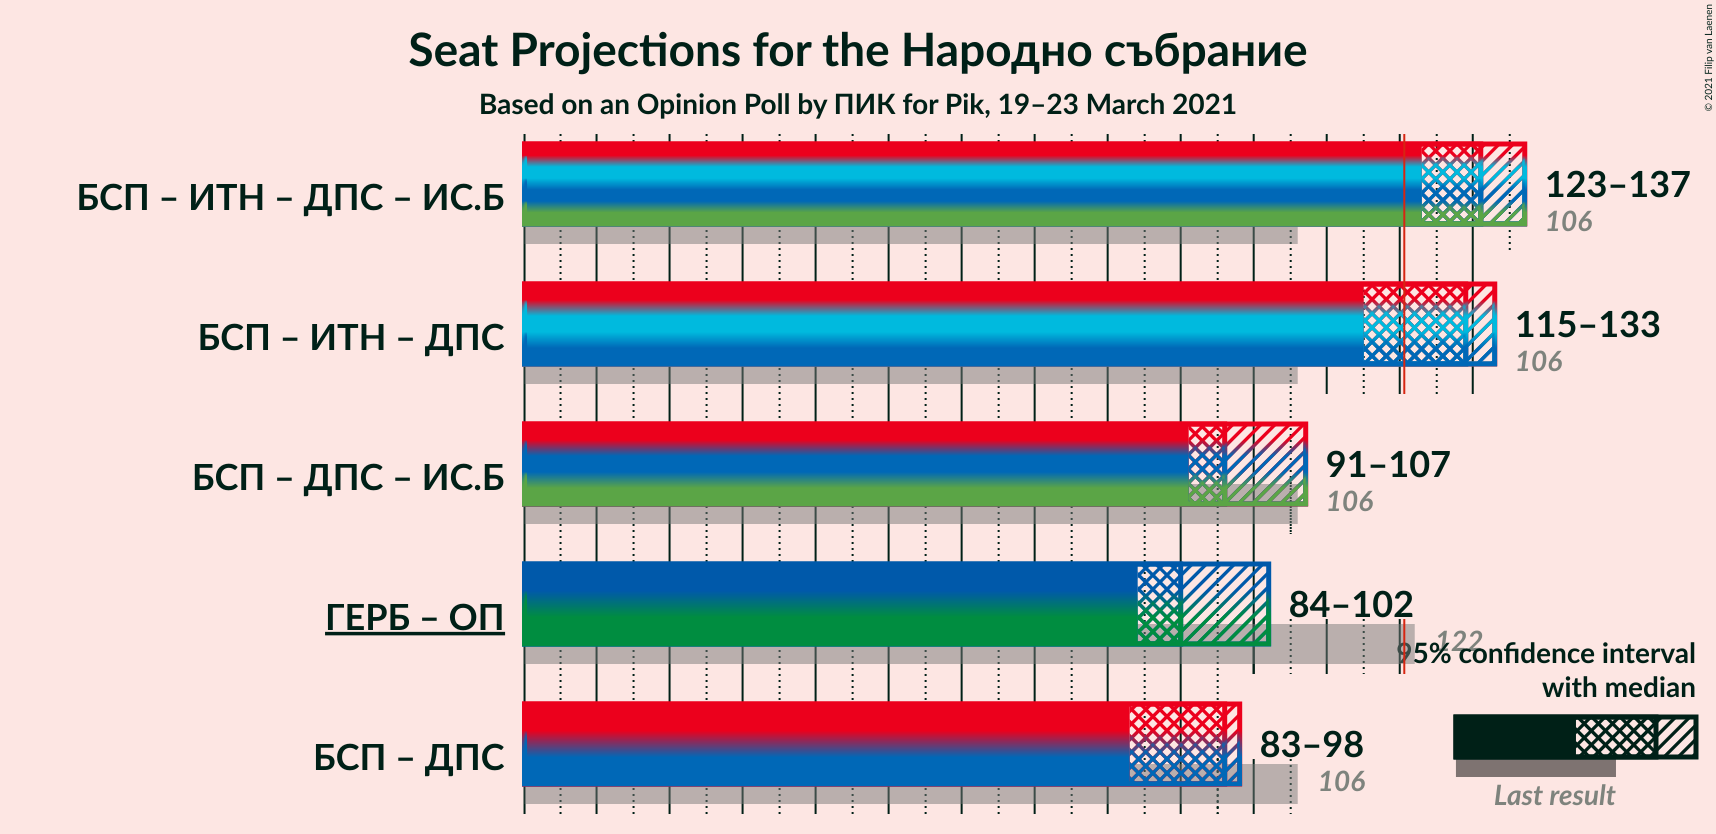 Seat Projections for the Народно събрание
Based on an Opinion Poll by ПИК for Pik, 19–23 March 2021
© 2021 Filip van Laenen
БСП – ИТН – ДПС – ИС.Б
123–137
106
БСП – ИТН – ДПС
115–133
106
БСП – ДПС – ИС.Б
91–107
106
ГЕРБ – ОП
84–102
122
БСП – ДПС
83–98
106
95% confidence interval
with median
Last result